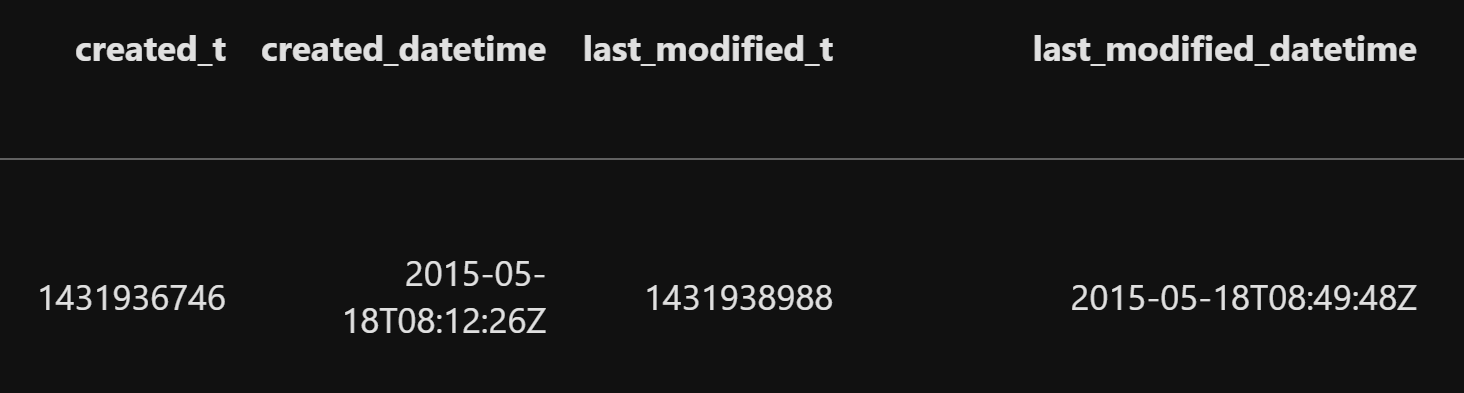 created_t created_datetime last_modified_t last_modified_datetime
1431936746 2015-05-
18T08:12:26Z 1431938988 2015-05-18T08:49:48Z